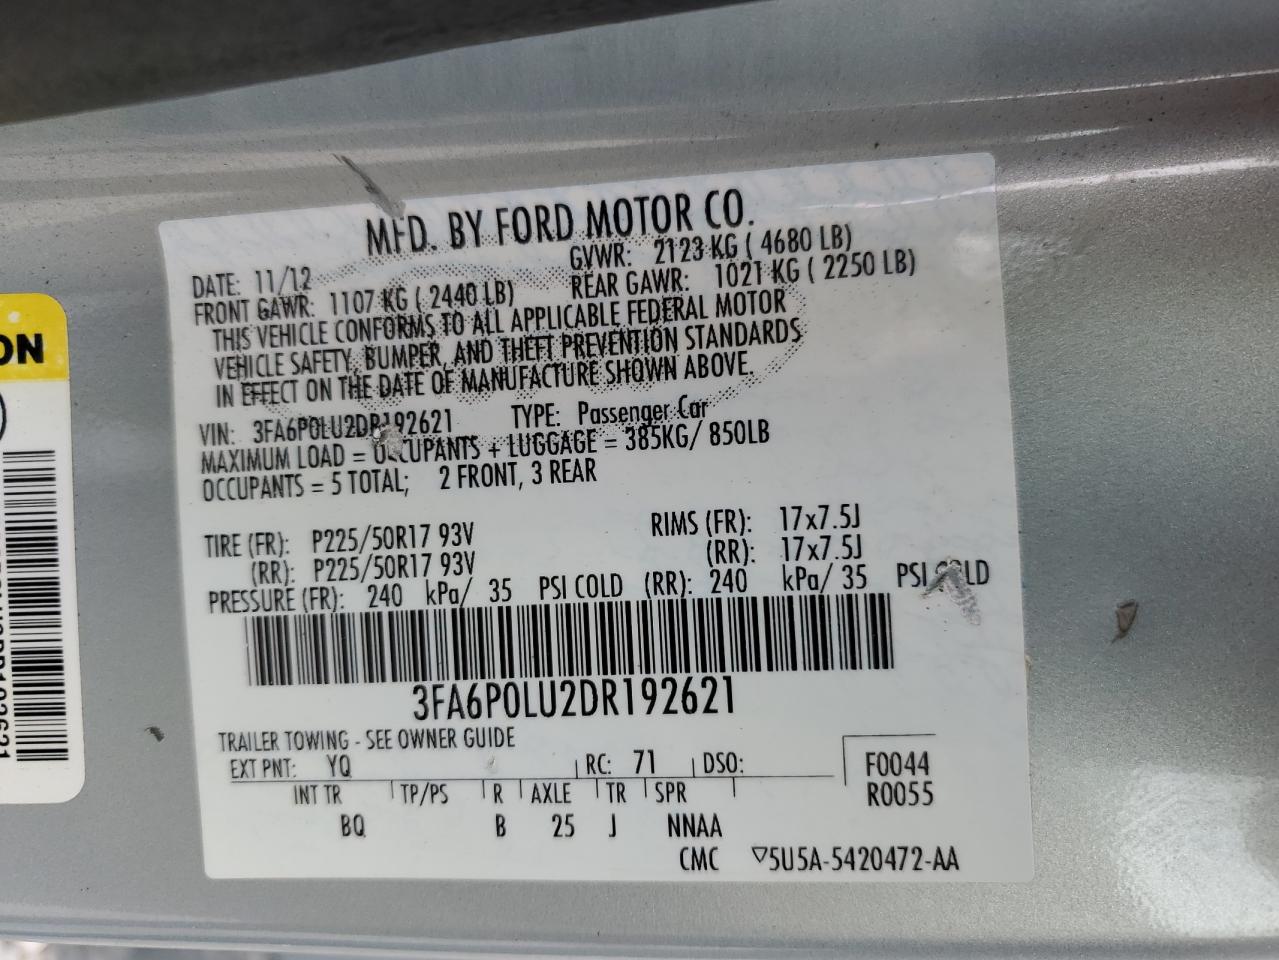 MFD. BY FORD MOTOR CO.
DATE: 11/12 GVWR: 2123 KG ( 4680 LB)
FRONT GAWR: 1107 KG ( 2440 LB) REAR GAWR: 1021 KG ( 2250 LB)
THIS VEHICLE CONFORMS TO ALL APPLICABLE FEDERAL MOTOR
VEHICLE SAFETY, BUMPER, AND THEFT PREVENTION STANDARDS
IN EFFECT ON THE DATE OF MANUFACTURE SHOWN ABOVE.
VIN: 3FA6P0LU2DR192621 TYPE: Passenger Car
MAXIMUM LOAD = OCCUPANTS + LUGGAGE = 385KG/ 850LB
OCCUPANTS = 5 TOTAL; 2 FRONT, 3 REAR
TIRE (FR): P225/50R17 93V RIMS (FR): 17x7.5J
(RR): P225/50R17 93V (RR): 17x7.5J
PRESSURE (FR): 240 kPa/ 35 PSI COLD (RR): 240 kPa/ 35 PSI COLD
3FA6P0LU2DR192621
TRAILER TOWING - SEE OWNER GUIDE
EXT PNT: YQ RC: 71 DSO: F0044
INT TR TP/PS R AXLE TR SPR R0055
BQ B 25 J NNAA
CMC ▽5U5A-5420472-AA
ON